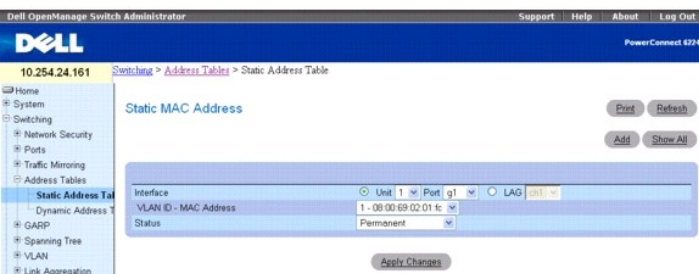 Dell OpenManage Switch Administrator
Support Help About Log Out
DELL
PowerConnect 6224
10.254.24.161
Switching > Address Tables > Static Address Table
Home
System
Switching
Network Security
Ports
Traffic Mirroring
Address Tables
Static Address Tal
Dynamic Address T
GARP
Spanning Tree
VLAN
Link Aggregation
Static MAC Address
Print Refresh
Add Show All
Interface Unit 1 Port g1 LAG ch1
VLAN ID - MAC Address 1 - 08:00:69:02:01:fc
Status Permanent
Apply Changes